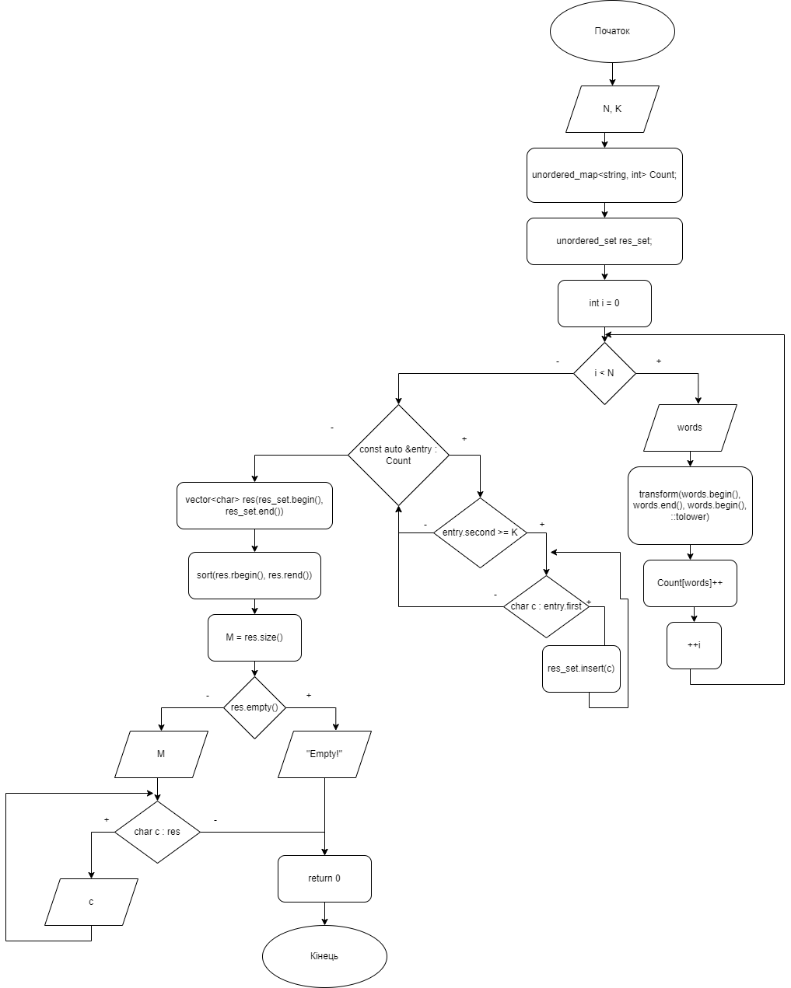 Початок
N, K
unordered_map<string, int> Count;
unordered_set res_set;
int i = 0
i < N
-
+
words
transform(words.begin(),
words.end(), words.begin(),
::tolower)
Count[words]++
++i
const auto &entry :
Count
-
+
entry.second >= K
-
+
char c : entry.first
-
+
res_set.insert(c)
vector<char> res(res_set.begin(),
res_set.end())
sort(res.rbegin(), res.rend())
M = res.size()
res.empty()
-
+
M
"Empty!"
char c : res
+
-
c
return 0
Кінець